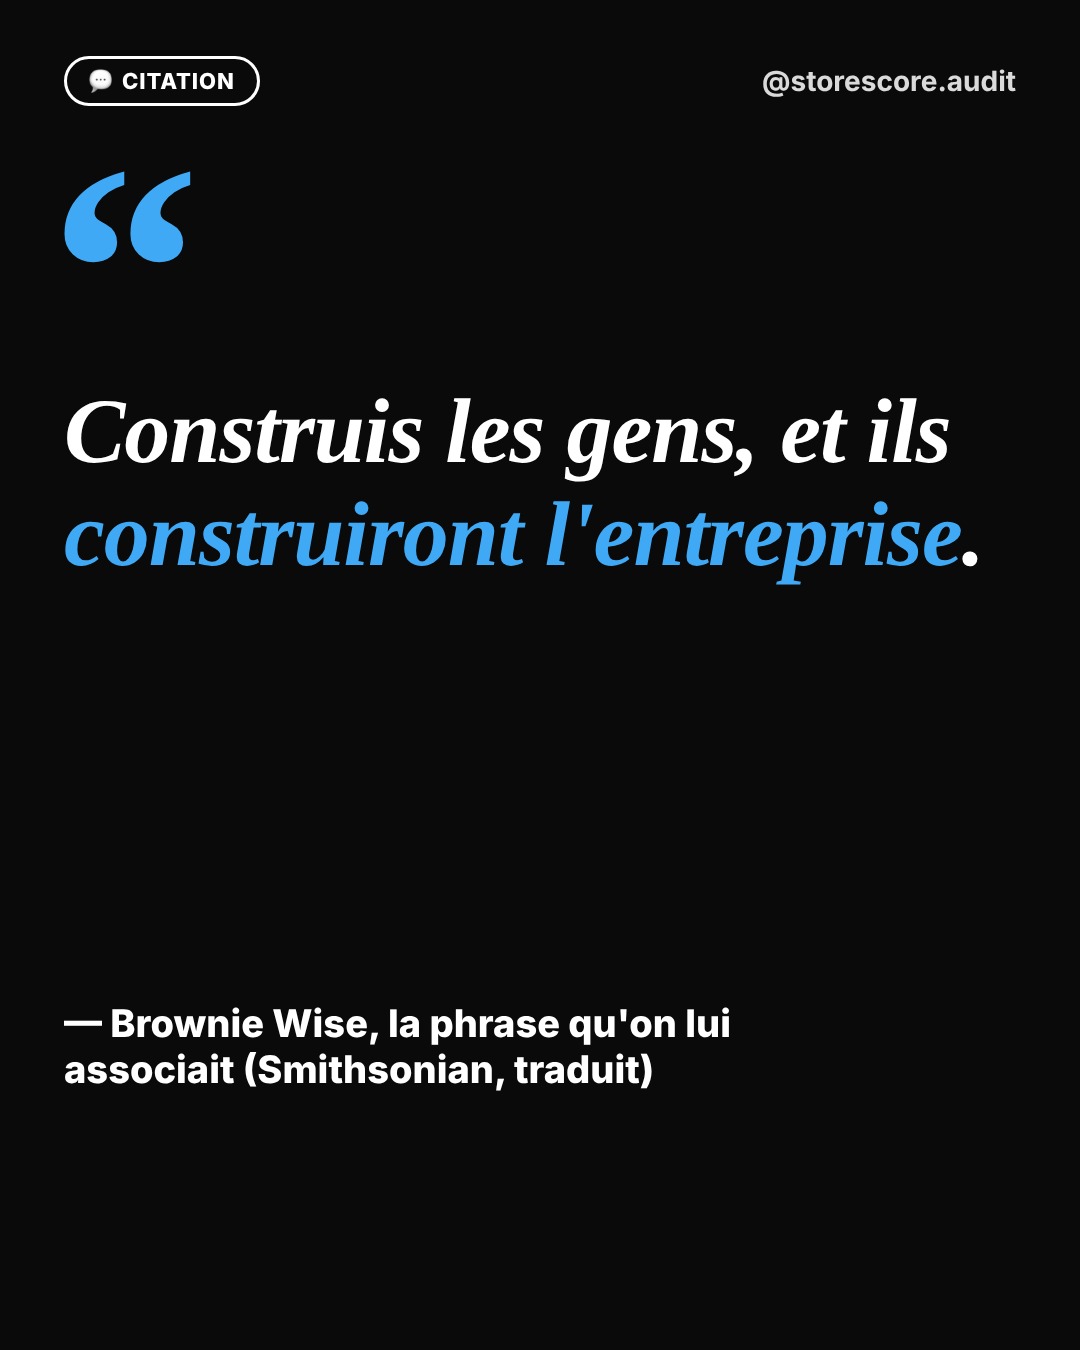 💬 CITATION
@storescore.audit
“
Construis les gens, et ils
construiront l'entreprise.
— Brownie Wise, la phrase qu'on lui
associait (Smithsonian, traduit)